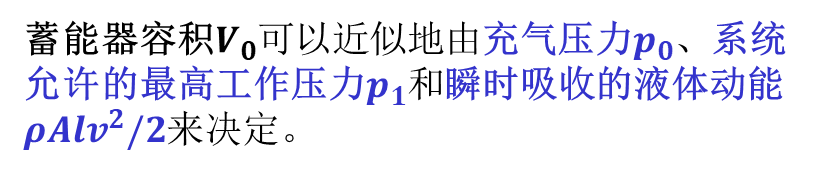 蓄能器容积V₀可以近似地由充气压力p₀、系统
允许的最高工作压力p₁和瞬时吸收的液体动能
ρAlv²/2来决定。